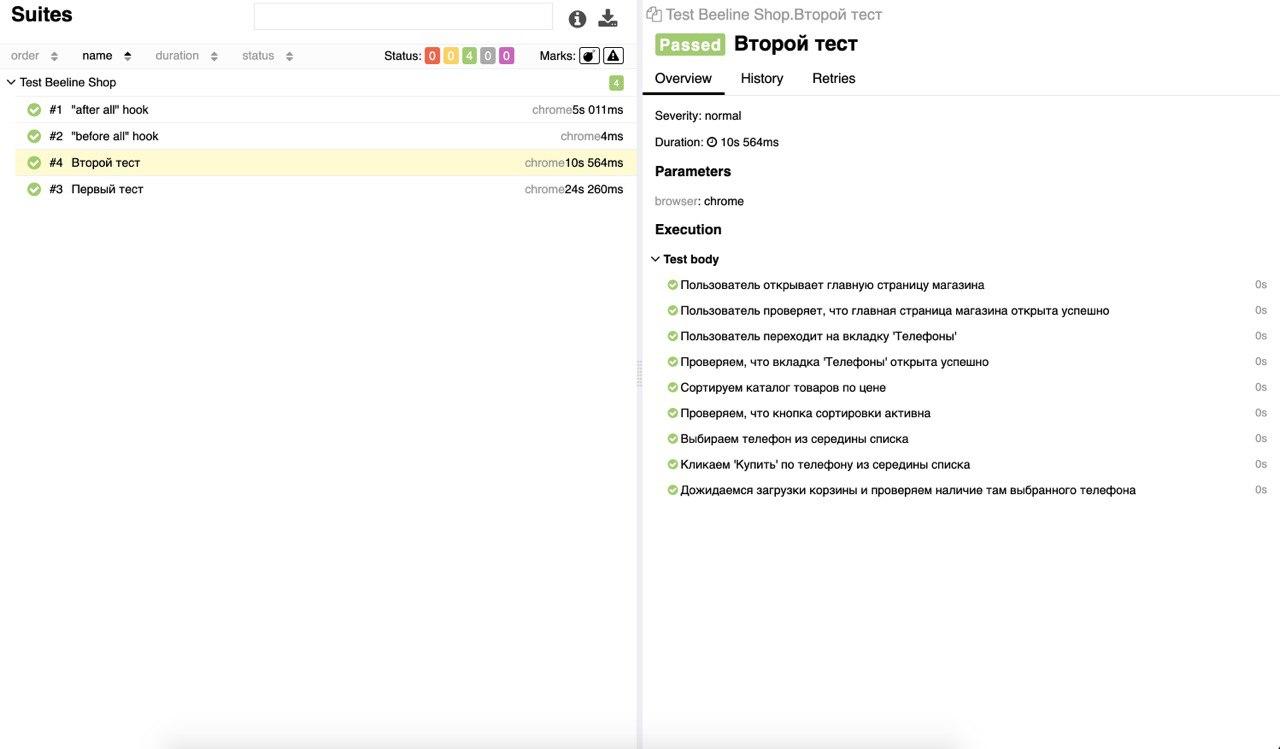 Suites
order name duration status Status: 0 0 4 0 0 Marks:
Test Beeline Shop 4
#1 "after all" hook chrome5s 011ms
#2 "before all" hook chrome4ms
#4 Второй тест chrome10s 564ms
#3 Первый тест chrome24s 260ms
Test Beeline Shop.Второй тест
Passed Второй тест
Overview History Retries
Severity: normal
Duration: 10s 564ms
Parameters
browser: chrome
Execution
Test body
Пользователь открывает главную страницу магазина 0s
Пользователь проверяет, что главная страница магазина открыта успешно 0s
Пользователь переходит на вкладку 'Телефоны' 0s
Проверяем, что вкладка 'Телефоны' открыта успешно 0s
Сортируем каталог товаров по цене 0s
Проверяем, что кнопка сортировки активна 0s
Выбираем телефон из середины списка 0s
Кликаем 'Купить' по телефону из середины списка 0s
Дожидаемся загрузки корзины и проверяем наличие там выбранного телефона 0s